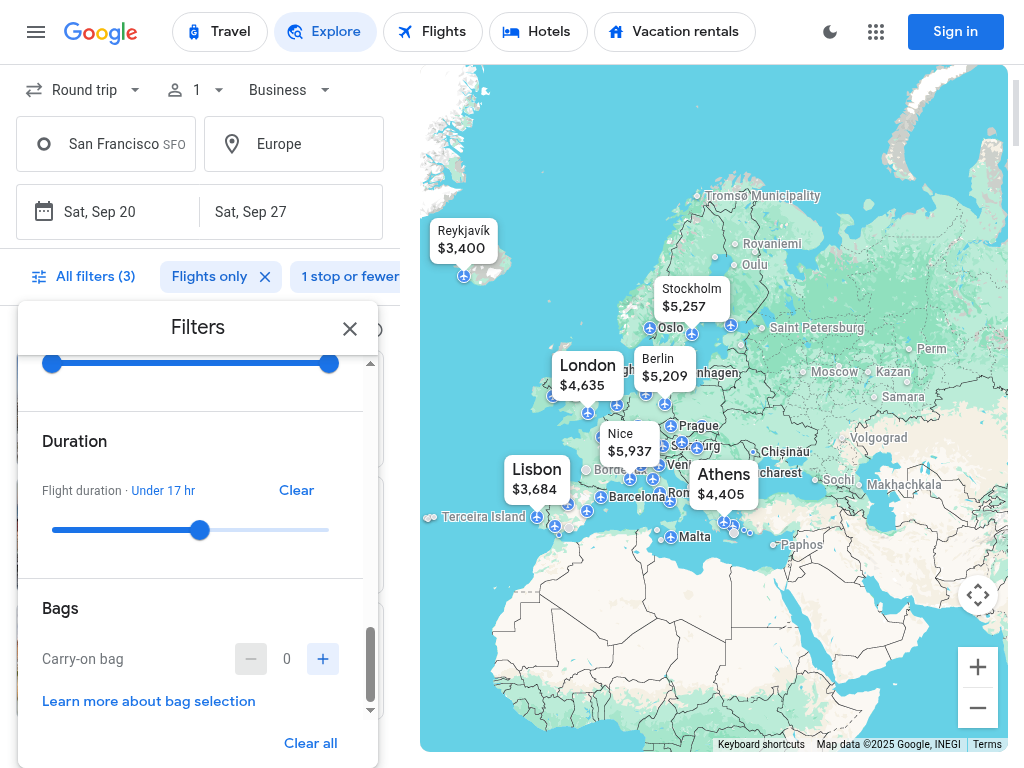 Google
Travel
Explore
Flights
Hotels
Vacation rentals
Sign in
Round trip
1
Business
San Francisco SFO
Europe
Sat, Sep 20
Sat, Sep 27
All filters (3)
Flights only
1 stop or fewer
Filters
Duration
Flight duration · Under 17 hr
Clear
Bags
Carry-on bag
0
Learn more about bag selection
Clear all
Tromsø Municipality
Reykjavík
$3,400
Rovaniemi
Oulu
Stockholm
$5,257
Oslo
Saint Petersburg
Perm
London
$4,635
Berlin
$5,209
Moscow
Kazan
Samara
Nice
$5,937
Prague
Volgograd
Chișinău
Lisbon
$3,684
Athens
$4,405
Sochi
Makhachkala
Barcelona
Terceira Island
Malta
Paphos
Keyboard shortcuts
Map data ©2025 Google, INEGI
Terms